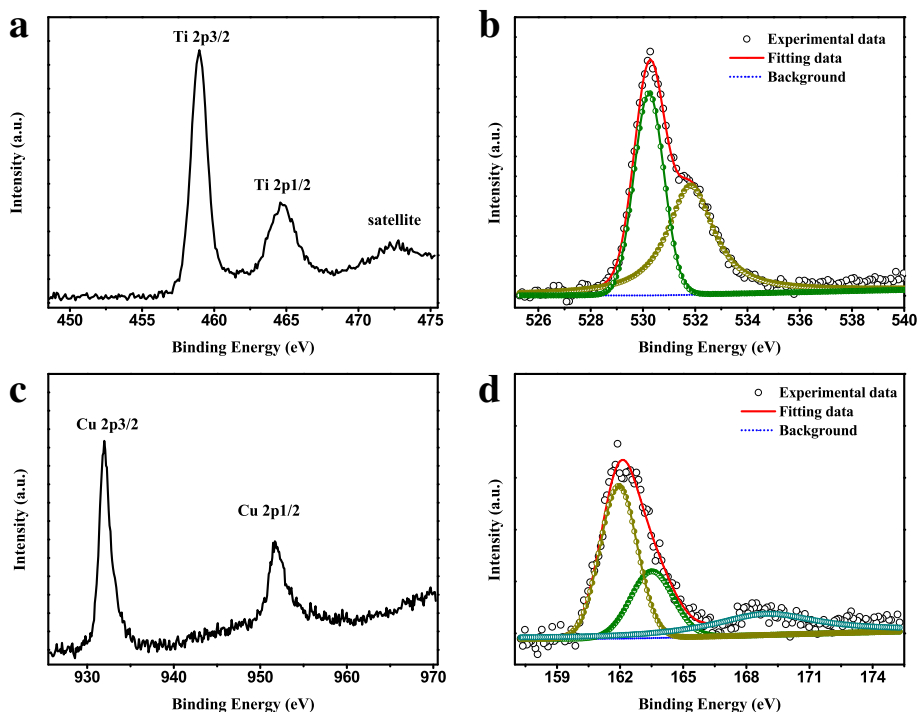 a
Ti 2p3/2
Ti 2p1/2
satellite
Intensity (a.u.)
450 455 460 465 470 475
Binding Energy (eV)
b
Experimental data
Fitting data
Background
Intensity (a.u.)
526 528 530 532 534 536 538 540
Binding Energy (eV)
c
Cu 2p3/2
Cu 2p1/2
Intensity (a.u.)
930 940 950 960 970
Binding Energy (eV)
d
Experimental data
Fitting data
Background
Intensity (a.u.)
159 162 165 168 171 174
Binding Energy (eV)